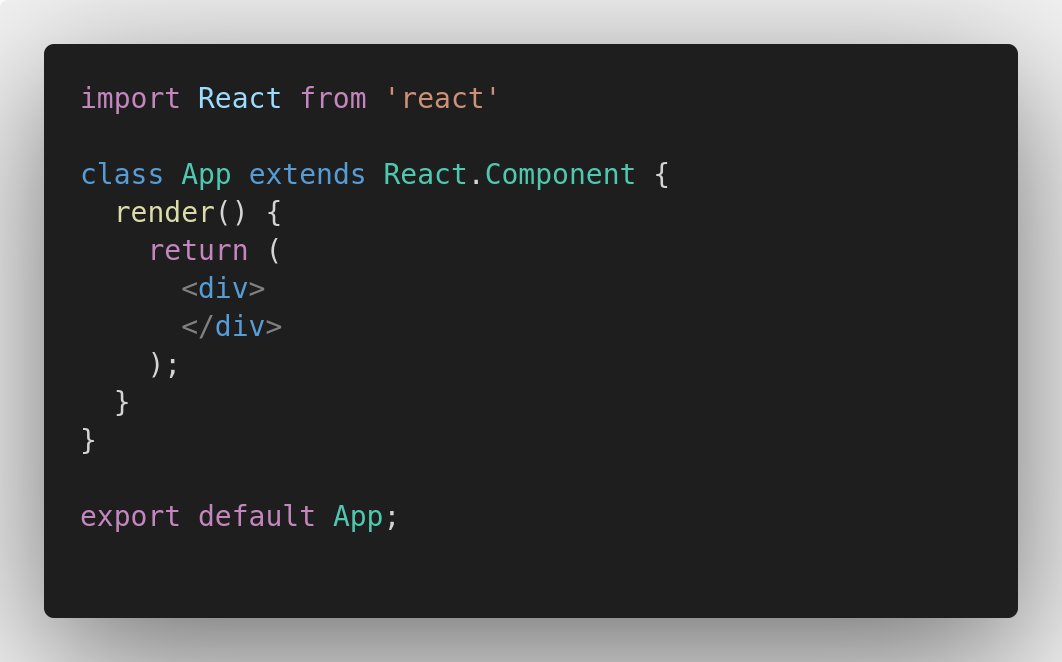 import React from 'react'

class App extends React.Component {
  render() {
    return (
      <div>
      </div>
    );
  }
}

export default App;